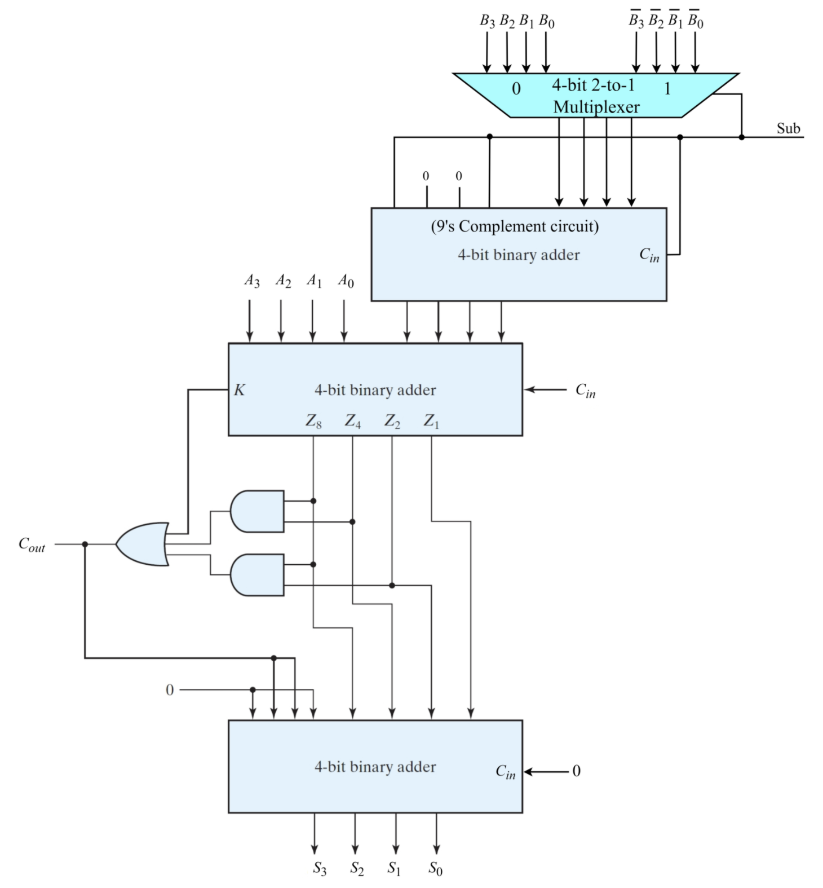 B₃ B₂ B₁ B₀ B̅₃ B̅₂ B̅₁ B̅₀
0 4-bit 2-to-1 1
Multiplexer
Sub
0 0
(9's Complement circuit)
4-bit binary adder Cᵢₙ
A₃ A₂ A₁ A₀
K 4-bit binary adder Cᵢₙ
Z₈ Z₄ Z₂ Z₁
Cₒᵤₜ
0
4-bit binary adder Cᵢₙ 0
S₃ S₂ S₁ S₀